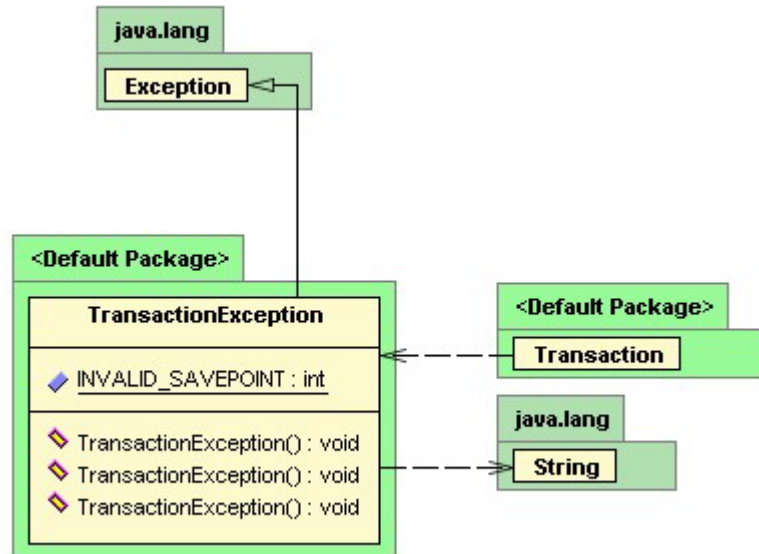 java.lang
Exception
<Default Package>
TransactionException
INVALID_SAVEPOINT : int
TransactionException() : void
TransactionException() : void
TransactionException() : void
<Default Package>
Transaction
java.lang
String